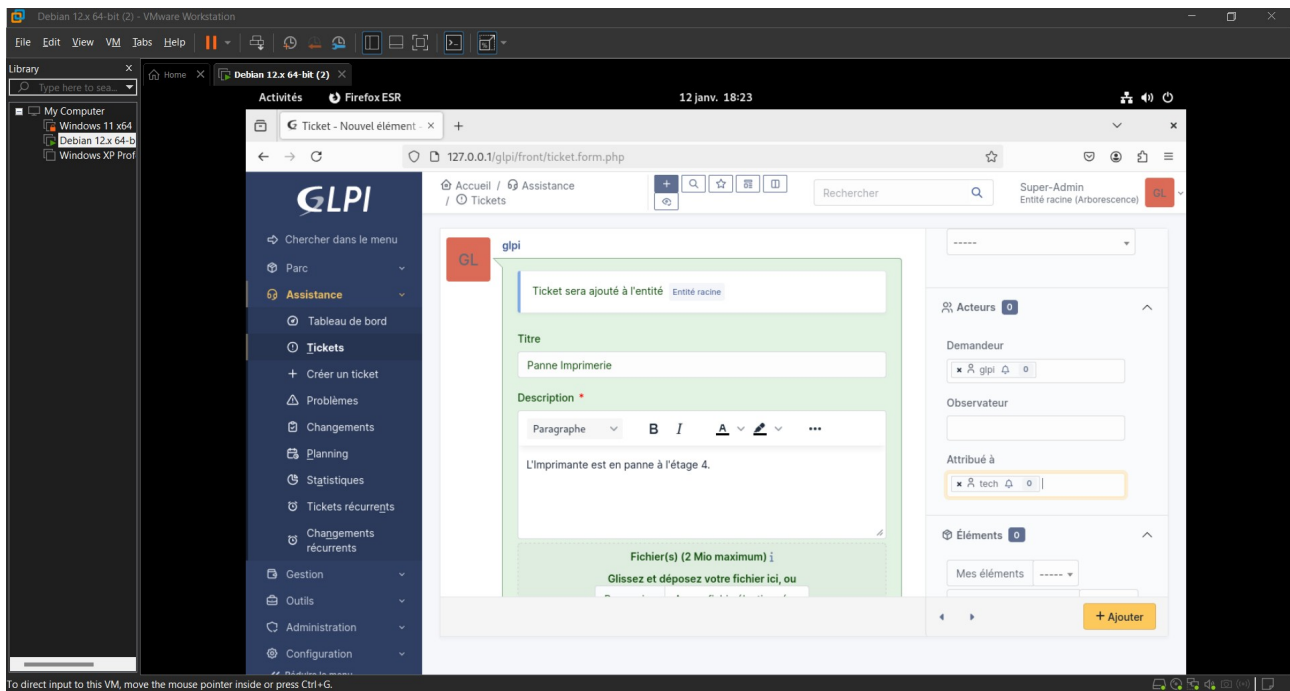 Debian 12.x 64-bit (2) - VMware Workstation
File Edit View VM Tabs Help
Library X
Home X Debian 12.x 64-bit (2) X
Type here to sea...
My Computer
Windows 11 x64
Debian 12.x 64-b
Windows XP Prof
Activités Firefox ESR 12 janv. 18:23
Ticket - Nouvel élément -
127.0.0.1/glpi/front/ticket.form.php
GLPI
Accueil / Assistance
/ Tickets
Rechercher
Super-Admin
Entité racine (Arborescence)
GL
Chercher dans le menu
Parc
Assistance
Tableau de bord
Tickets
Créer un ticket
Problèmes
Changements
Planning
Statistiques
Tickets récurrents
Changements
récurrents
Gestion
Outils
Administration
Configuration
GL
glpi
Ticket sera ajouté à l'entité Entité racine
Titre
Panne Imprimerie
Description *
Paragraphe B I A ...
L'Imprimante est en panne à l'étage 4.
Fichier(s) (2 Mio maximum) i
Glissez et déposez votre fichier ici, ou
-----
Acteurs 0
Demandeur
x glpi 0
Observateur
Attribué à
x tech 0
Éléments 0
Mes éléments -----
+ Ajouter
To direct input to this VM, move the mouse pointer inside or press Ctrl+G.